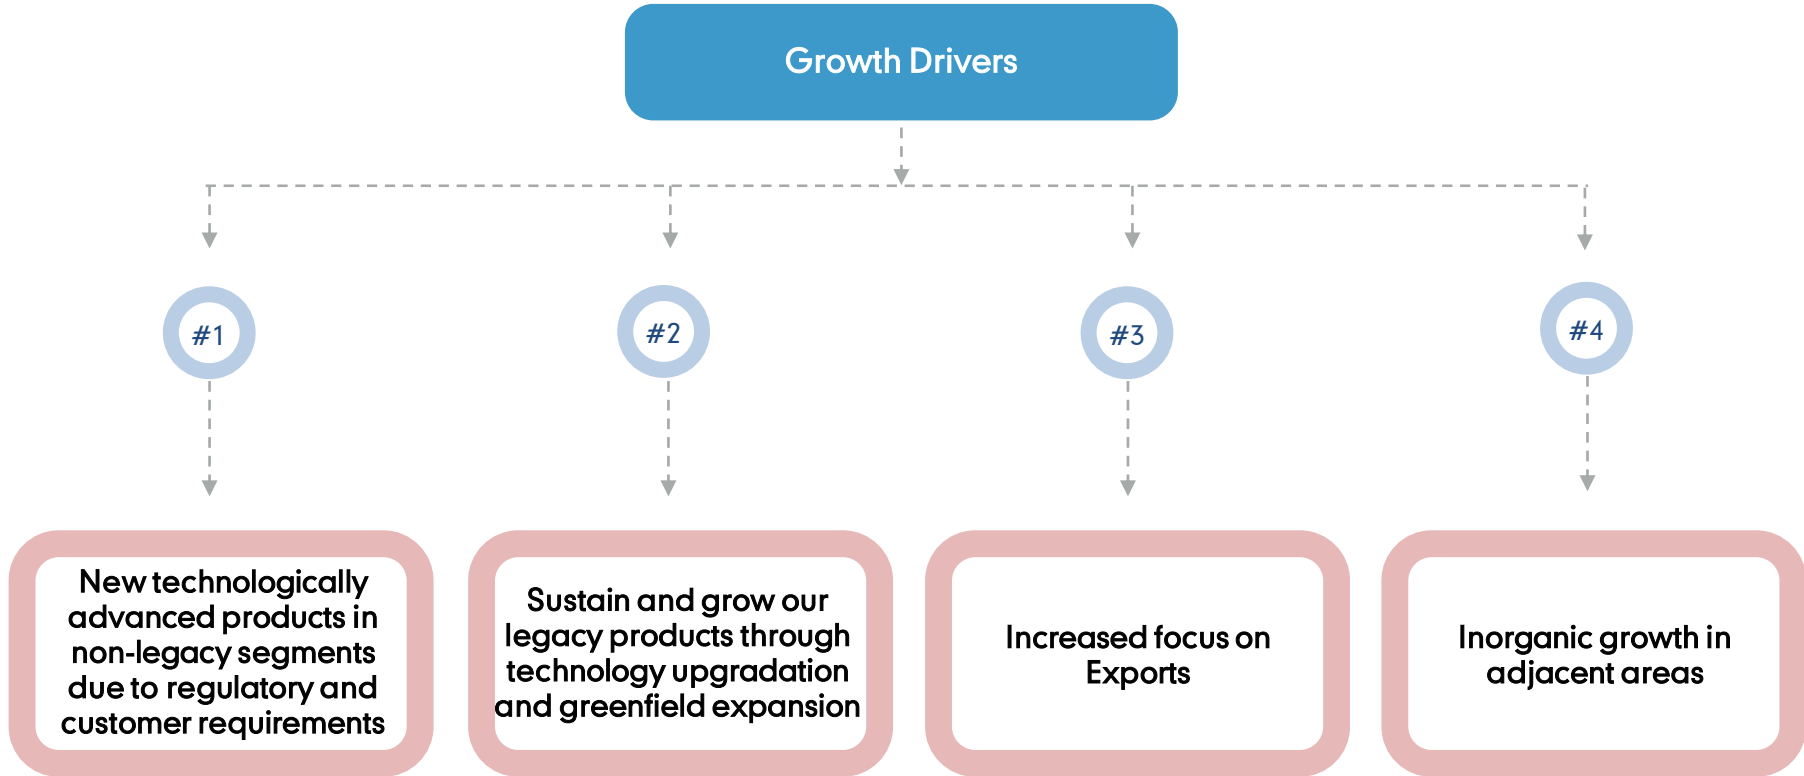 Growth Drivers
#1
#2
#3
#4
New technologically
advanced products in
non-legacy segments
due to regulatory and
customer requirements
Sustain and grow our
legacy products through
technology upgradation
and greenfield expansion
Increased focus on
Exports
Inorganic growth in
adjacent areas